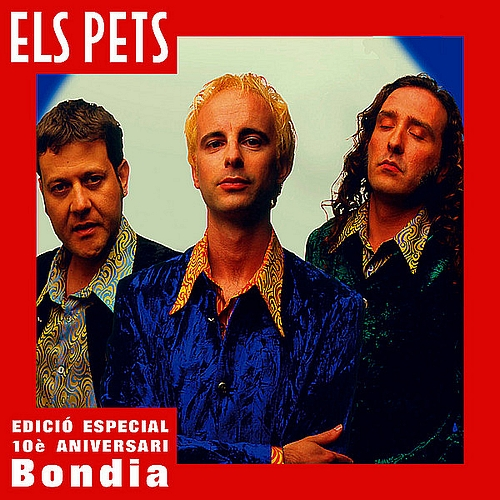 ELS PETS
EDICIÓ ESPECIAL
10è ANIVERSARI
Bondia